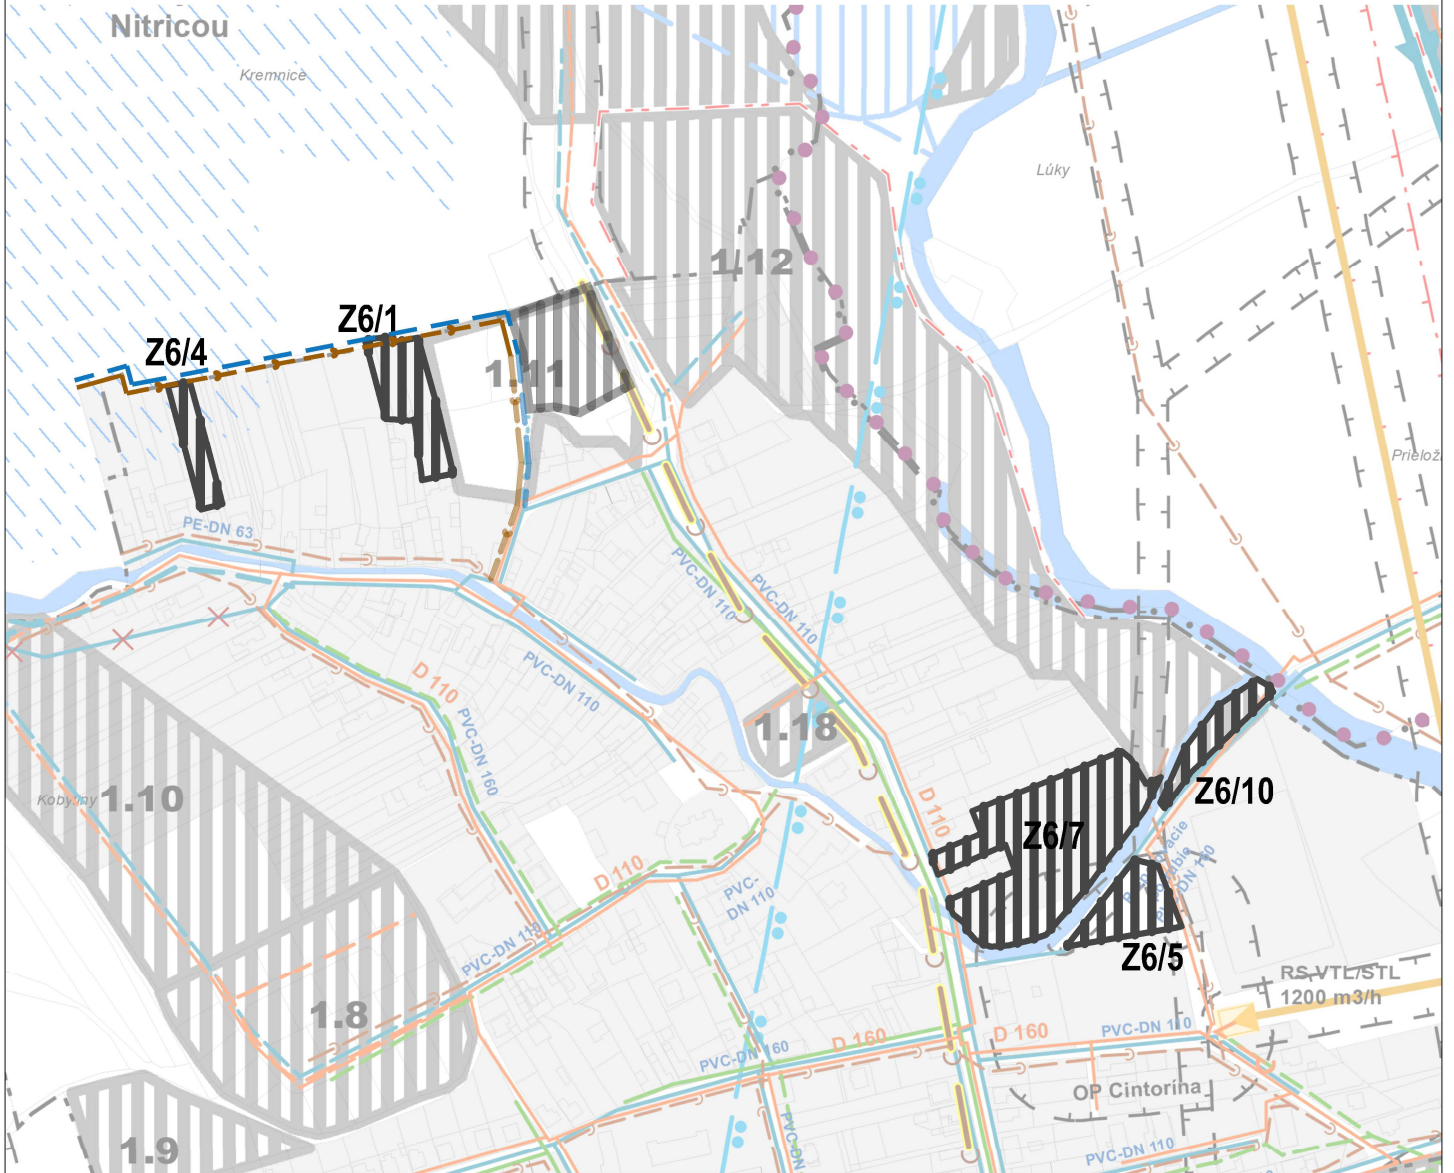 Nitricou
Kremnice
Lúky
1.12
Z6/1
Z6/4
1.11
PE-DN 63
PVC-DN 110
PVC-DN 110
PVC-DN 110
D 110
PVC-DN 160
1.18
Kobyliny
1.10
Z6/10
Z6/7
D 110
D 110
PVC-
DN 110
PVC-DN 110
Z6/5
RS VTL/STL
1200 m3/h
1.8
D 160
D 160
PVC-DN 110
PVC-DN 160
OP Cintorína
1.9
PVC-DN
PVC-DN 110